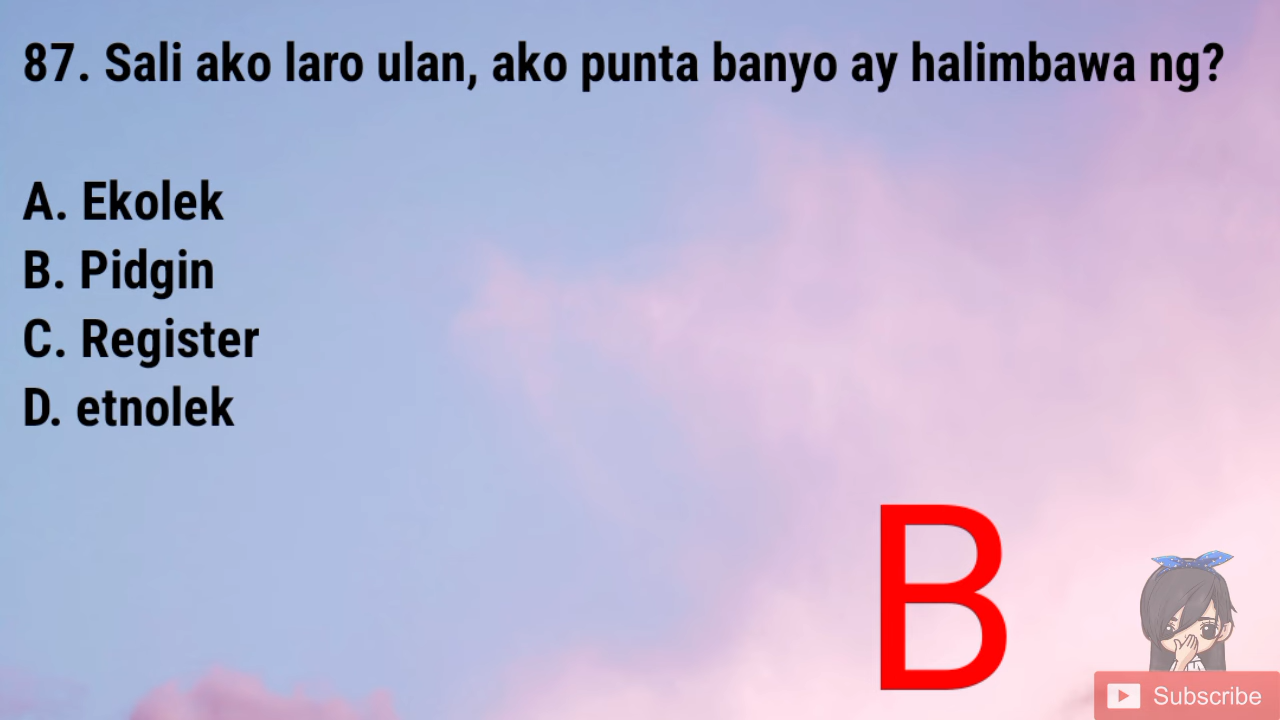 87. Sali ako laro ulan, ako punta banyo ay halimbawa ng?
A. Ekolek
B. Pidgin
C. Register
D. etnolek
B
Subscribe